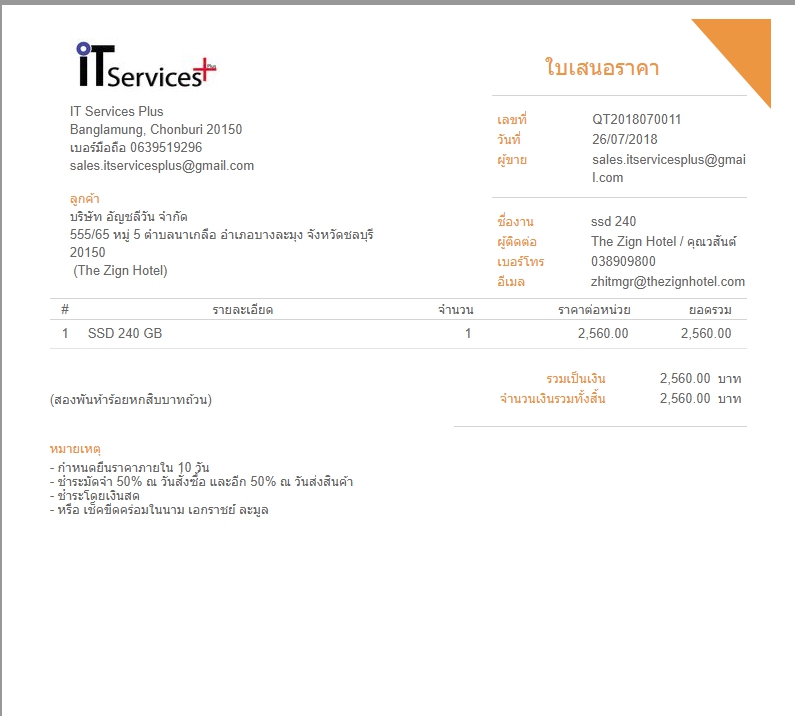 iTServices+ Plus
ใบเสนอราคา
IT Services Plus
Banglamung, Chonburi 20150
เบอร์มือถือ 0639519296
sales.itservicesplus@gmail.com
เลขที่ QT2018070011
วันที่ 26/07/2018
ผู้ขาย sales.itservicesplus@gmai
l.com
ลูกค้า
บริษัท อัญชลีวัน จำกัด
555/65 หมู่ 5 ตำบลนาเกลือ อำเภอบางละมุง จังหวัดชลบุรี
20150
(The Zign Hotel)
ชื่องาน ssd 240
ผู้ติดต่อ The Zign Hotel / คุณวสันต์
เบอร์โทร 038909800
อีเมล zhitmgr@thezignhotel.com
# รายละเอียด จำนวน ราคาต่อหน่วย ยอดรวม
1 SSD 240 GB 1 2,560.00 2,560.00
รวมเป็นเงิน 2,560.00 บาท
(สองพันห้าร้อยหกสิบบาทถ้วน) จำนวนเงินรวมทั้งสิ้น 2,560.00 บาท
หมายเหตุ
- กำหนดยืนราคาภายใน 10 วัน
- ชำระมัดจำ 50% ณ วันสั่งซื้อ และอีก 50% ณ วันส่งสินค้า
- ชำระโดยเงินสด
- หรือ เช็คขีดคร่อมในนาม เอกราชย์ ละมูล